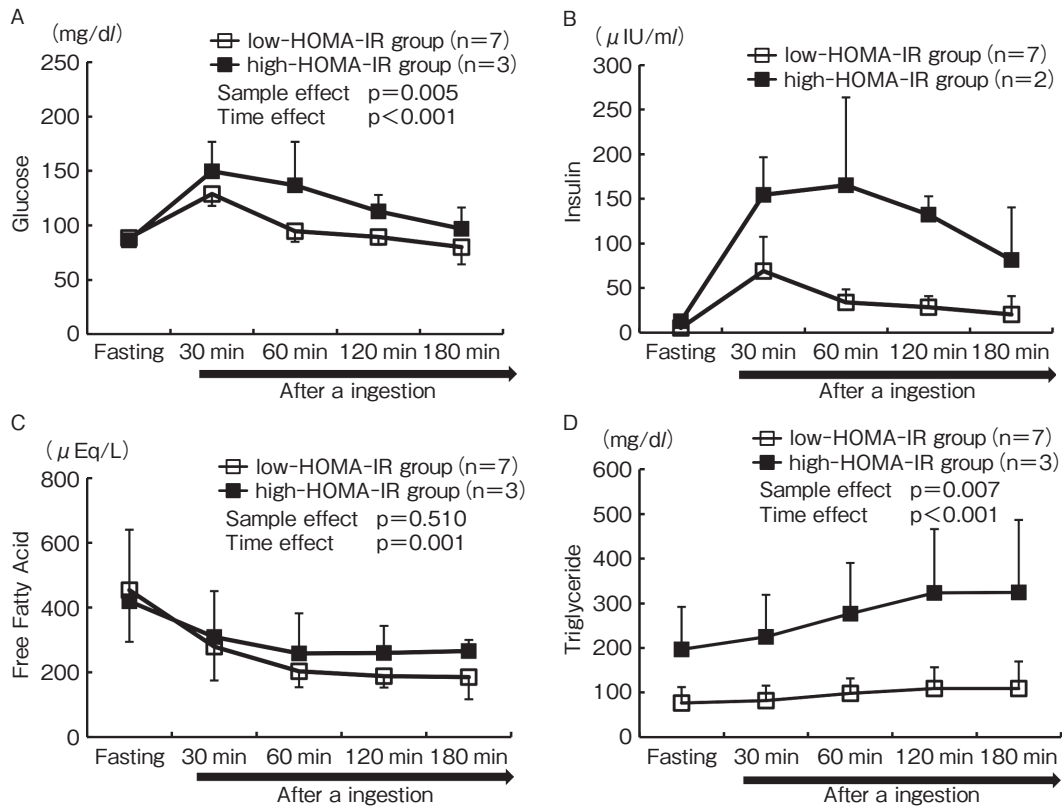 A
(mg/dl)
low-HOMA-IR group (n=7)
high-HOMA-IR group (n=3)
Sample effect p=0.005
Time effect p<0.001
Glucose
250
200
150
100
50
0
Fasting 30 min 60 min 120 min 180 min
After a ingestion
B
(μIU/ml)
low-HOMA-IR group (n=7)
high-HOMA-IR group (n=2)
Insulin
300
250
200
150
100
50
0
Fasting 30 min 60 min 120 min 180 min
After a ingestion
C
(μEq/L)
low-HOMA-IR group (n=7)
high-HOMA-IR group (n=3)
Sample effect p=0.510
Time effect p=0.001
Free Fatty Acid
800
600
400
200
0
Fasting 30 min 60 min 120 min 180 min
After a ingestion
D
(mg/dl)
low-HOMA-IR group (n=7)
high-HOMA-IR group (n=3)
Sample effect p=0.007
Time effect p<0.001
Triglyceride
600
500
400
300
200
100
0
Fasting 30 min 60 min 120 min 180 min
After a ingestion